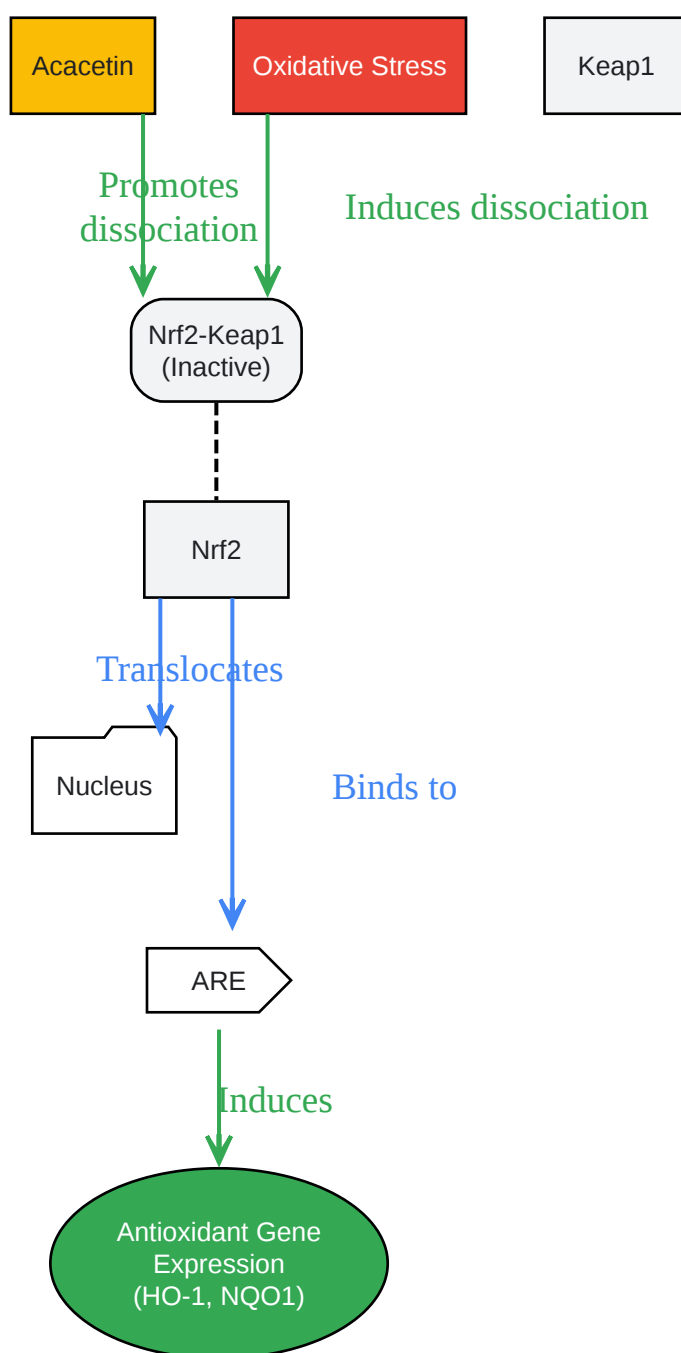 Acacetin
Oxidative Stress
Keap1
Promotes
dissociation
Induces dissociation
Nrf2-Keap1
(Inactive)
Nrf2
Translocates
Nucleus
Binds to
ARE
Induces
Antioxidant Gene
Expression
(HO-1, NQO1)